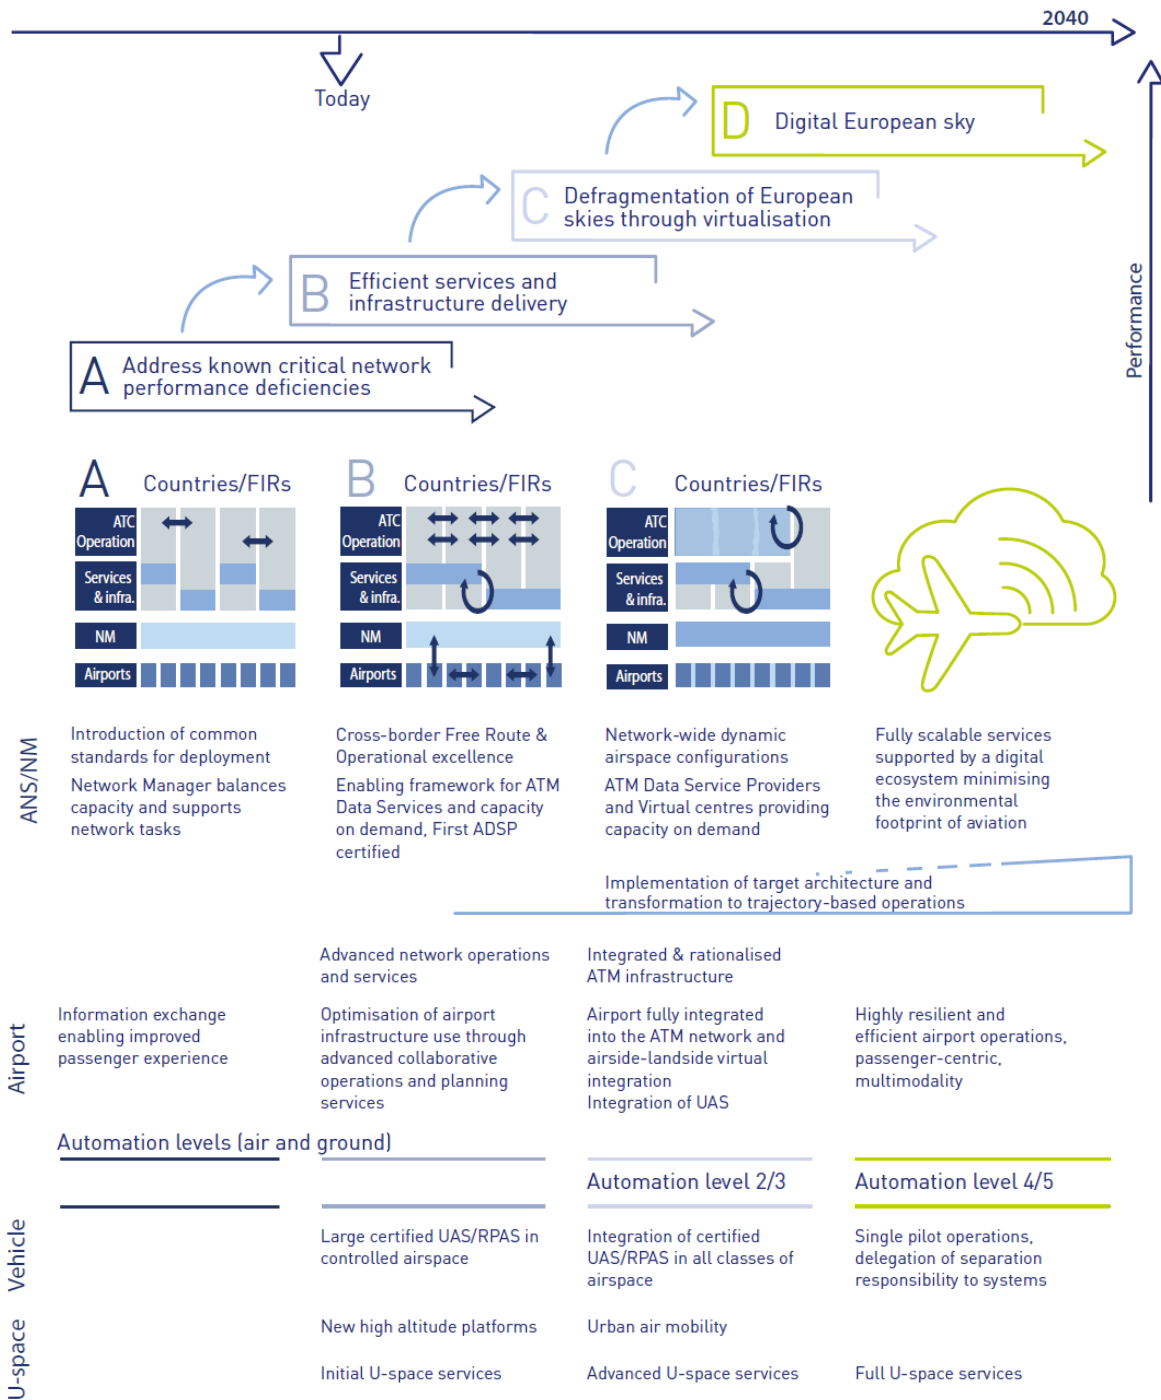 2040
Today
D Digital European sky
C Defragmentation of European
skies through virtualisation
B Efficient services and
infrastructure delivery
A Address known critical network
performance deficiencies
Performance
A Countries/FIRs
ATC
Operation
Services
& infra.
NM
Airports
B Countries/FIRs
ATC
Operation
Services
& infra.
NM
Airports
C Countries/FIRs
ATC
Operation
Services
& infra.
NM
Airports
ANS/NM
Introduction of common
standards for deployment
Network Manager balances
capacity and supports
network tasks
Cross-border Free Route &
Operational excellence
Enabling framework for ATM
Data Services and capacity
on demand, First ADSP
certified
Network-wide dynamic
airspace configurations
ATM Data Service Providers
and Virtual centres providing
capacity on demand
Fully scalable services
supported by a digital
ecosystem minimising
the environmental
footprint of aviation
Implementation of target architecture and
transformation to trajectory-based operations
Advanced network operations
and services
Integrated & rationalised
ATM infrastructure
Airport
Information exchange
enabling improved
passenger experience
Optimisation of airport
infrastructure use through
advanced collaborative
operations and planning
services
Airport fully integrated
into the ATM network and
airside-landside virtual
integration
Integration of UAS
Highly resilient and
efficient airport operations,
passenger-centric,
multimodality
Automation levels (air and ground)
Automation level 2/3
Automation level 4/5
Vehicle
Large certified UAS/RPAS in
controlled airspace
Integration of certified
UAS/RPAS in all classes of
airspace
Single pilot operations,
delegation of separation
responsibility to systems
U-space
New high altitude platforms
Urban air mobility
Initial U-space services
Advanced U-space services
Full U-space services